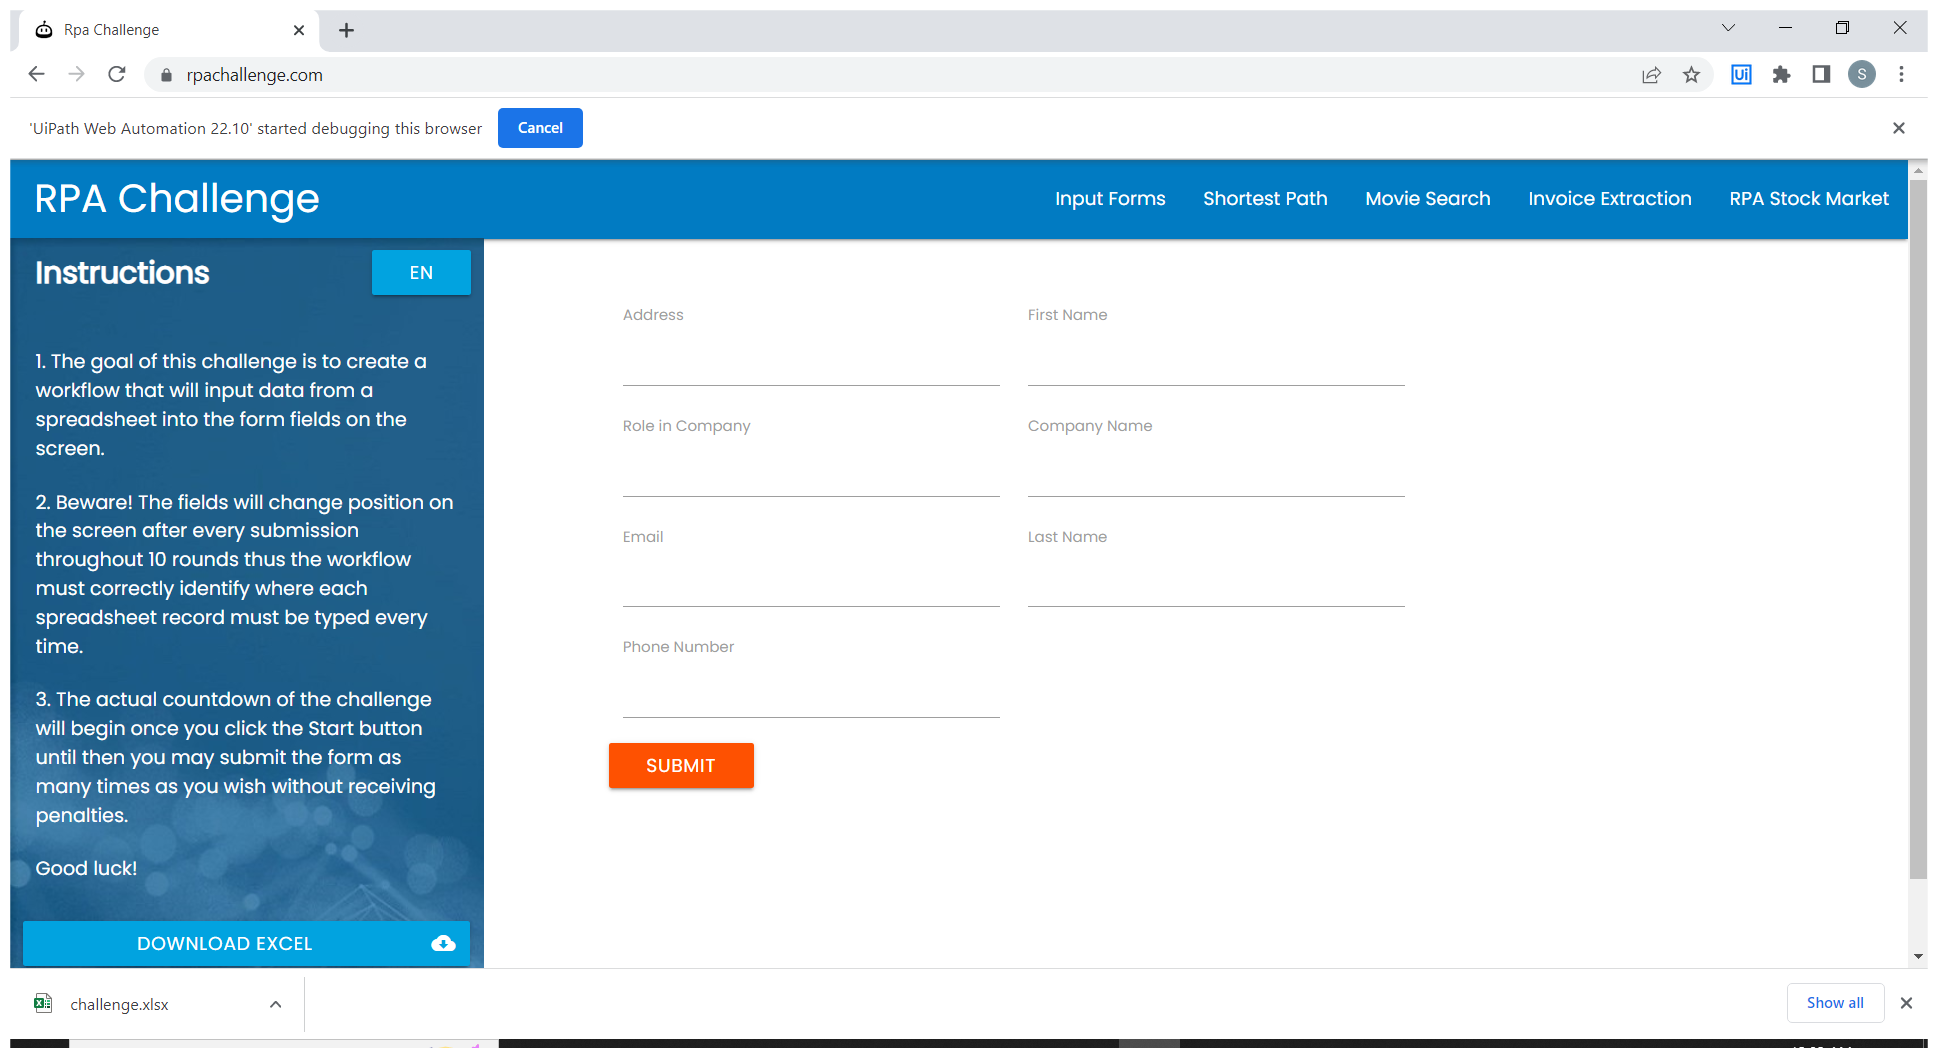 Rpa Challenge
rpachallenge.com
Ui
S
'UiPath Web Automation 22.10' started debugging this browser
Cancel
RPA Challenge
Input Forms
Shortest Path
Movie Search
Invoice Extraction
RPA Stock Market
Instructions
EN
1. The goal of this challenge is to create a
workflow that will input data from a
spreadsheet into the form fields on the
screen.
2. Beware! The fields will change position on
the screen after every submission
throughout 10 rounds thus the workflow
must correctly identify where each
spreadsheet record must be typed every
time.
3. The actual countdown of the challenge
will begin once you click the Start button
until then you may submit the form as
many times as you wish without receiving
penalties.
Good luck!
DOWNLOAD EXCEL
Address
First Name
Role in Company
Company Name
Email
Last Name
Phone Number
SUBMIT
challenge.xlsx
Show all